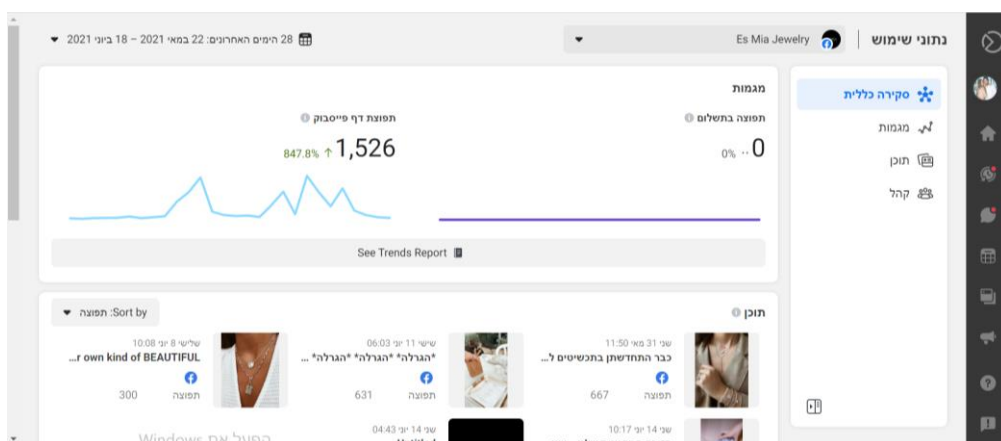 נתוני שימוש
Es Mia Jewelry
28 הימים האחרונים: 22 במאי 2021 – 18 ביוני 2021
סקירה כללית
מגמות
תוכן
קהל
מגמות
תפוצה בתשלום
0 -- 0%
תפוצת דף פייסבוק
1,526 ↑ 847.8%
See Trends Report
תוכן
Sort by: תפוצה
שני 31 מאי 11:50
כבר התחדשתן בתכשיטים ל...
תפוצה 667
שישי 11 יוני 06:03
*הגרלה* *הגרלה* *הגרלה* ...
תפוצה 631
שלישי 8 יוני 10:08
r own kind of BEAUTIFUL...
תפוצה 300
שני 14 יוני 10:17
שני 14 יוני 04:43
Untitled
הפעל את Windows